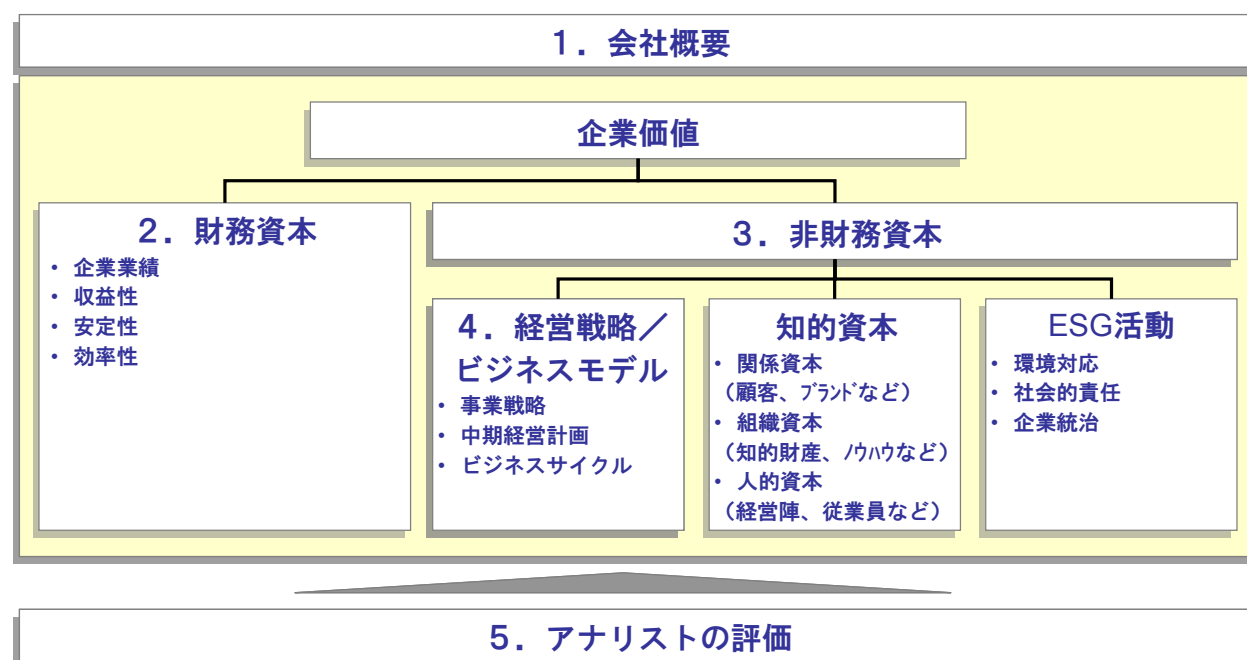 １．会社概要
企業価値
２．財務資本
・ 企業業績
・ 収益性
・ 安定性
・ 効率性
３．非財務資本
４．経営戦略／
ビジネスモデル
・ 事業戦略
・ 中期経営計画
・ ビジネスサイクル
知的資本
・ 関係資本
（顧客、ﾌﾞﾗﾝﾄﾞなど）
・ 組織資本
（知的財産、ﾉｳﾊｳなど）
・ 人的資本
（経営陣、従業員など）
ESG活動
・ 環境対応
・ 社会的責任
・ 企業統治
５．アナリストの評価